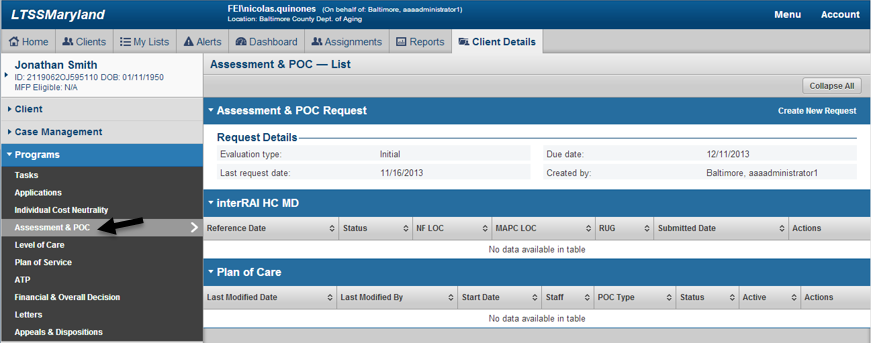 LTSSMaryland
FEI\nicolas.quinones (On behalf of: Baltimore, aaaadministrator1)
Location: Baltimore County Dept. of Aging
Menu Account
Home Clients My Lists Alerts Dashboard Assignments Reports Client Details
Jonathan Smith
ID: 2119062OJ595110 DOB: 01/11/1950
MFP Eligible: N/A
Client
Case Management
Programs
Tasks
Applications
Individual Cost Neutrality
Assessment & POC
Level of Care
Plan of Service
ATP
Financial & Overall Decision
Letters
Appeals & Dispositions
Assessment & POC — List
Collapse All
Assessment & POC Request Create New Request
Request Details
Evaluation type: Initial Due date: 12/11/2013
Last request date: 11/16/2013 Created by: Baltimore, aaaadministrator1
interRAI HC MD
Reference Date Status NF LOC MAPC LOC RUG Submitted Date Actions
No data available in table
Plan of Care
Last Modified Date Last Modified By Start Date Staff POC Type Status Active Actions
No data available in table